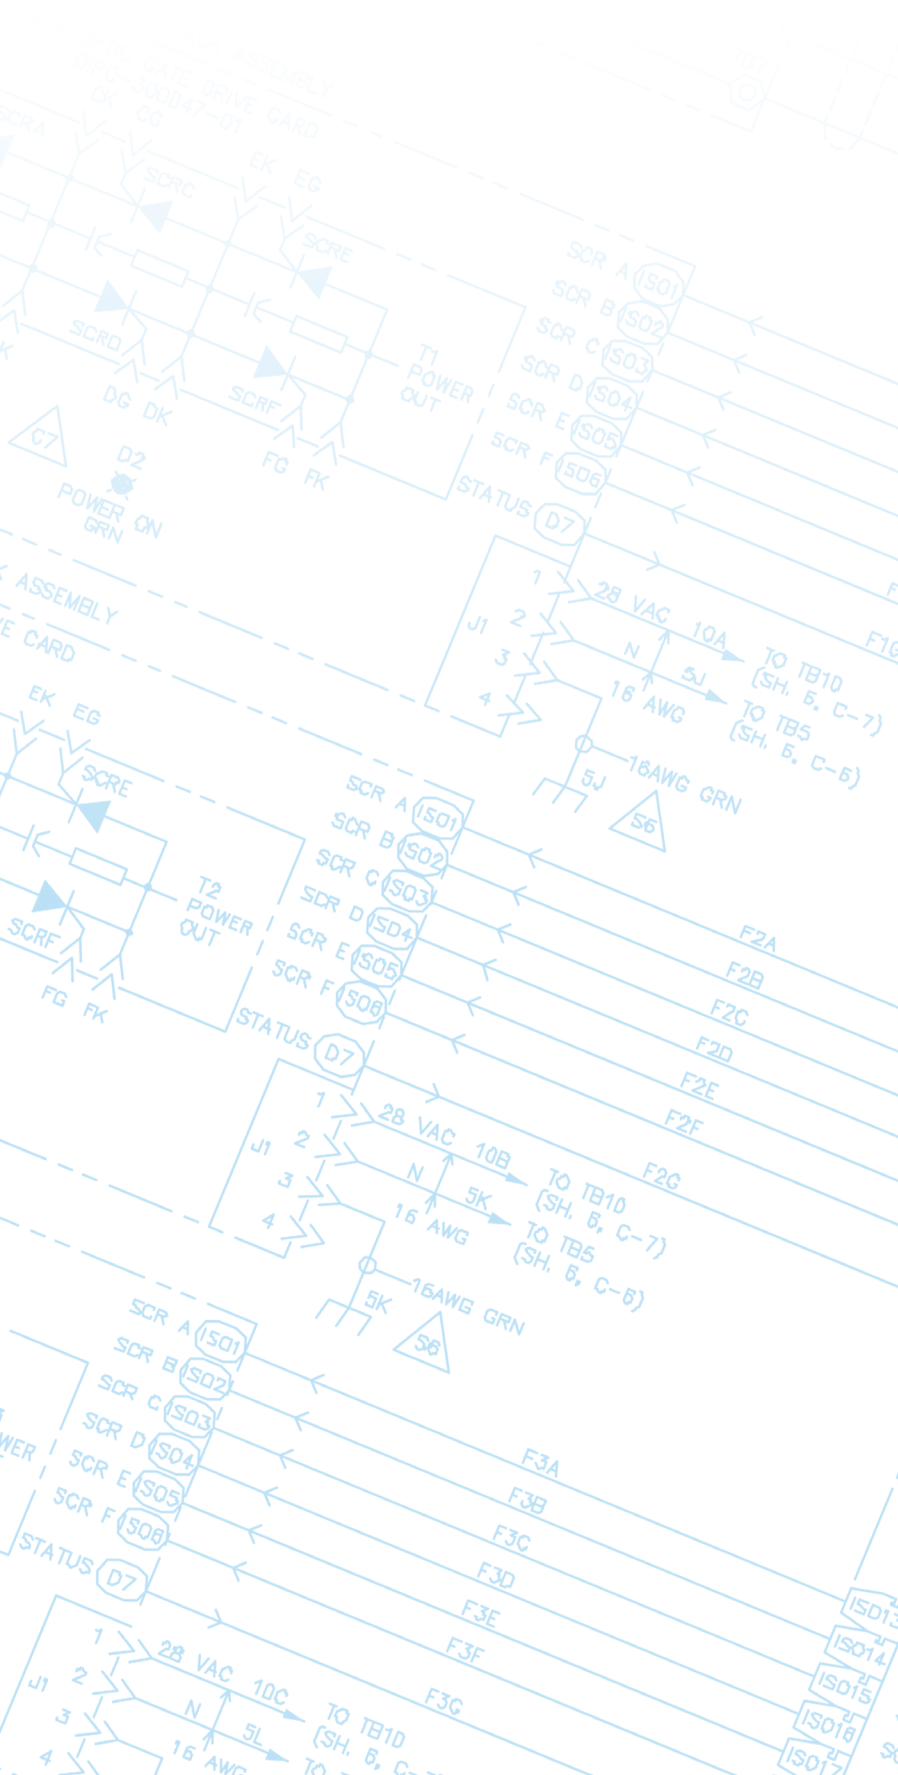 ASSEMBLY
GATE DRIVE CARD
CG
SCRA
EK EG
SCRC
SCRE
SCR A ISO1
SCR B ISO2
SCR C ISO3
SCR D ISO4
SCR E ISO5
SCR F ISO6
STATUS D7
SCRD
SCRF
T1
POWER
OUT
DG DK
FG FK
C7
D2
POWER ON
GRN
ASSEMBLY
CARD
J1
1
2
3
4
28 VAC 10A
TO TB10
(SH. 6, C-7)
N
5J
TO TB5
(SH. 6, C-6)
16 AWG
16AWG GRN
5J
S6
F1G
EK EG
SCRE
SCR A ISO1
SCR B ISO2
SCR C ISO3
SCR D ISO4
SCR E ISO5
SCR F ISO6
STATUS D7
T2
POWER
OUT
SCRF
FG FK
F2A
F2B
F2C
F2D
F2E
F2F
F2G
J1
1
2
3
4
28 VAC 10B
TO TB10
(SH. 6, C-7)
N
5K
TO TB5
(SH. 6, C-6)
16 AWG
16AWG GRN
5K
S6
SCR A ISO1
SCR B ISO2
SCR C ISO3
SCR D ISO4
SCR E ISO5
SCR F ISO6
STATUS D7
F3A
F3B
F3C
F3D
F3E
F3F
F3G
ISO13
ISO14
ISO15
ISO16
ISO17
J1
1
2
3
4
28 VAC 10C
TO TB10
N
5L
16 AWG